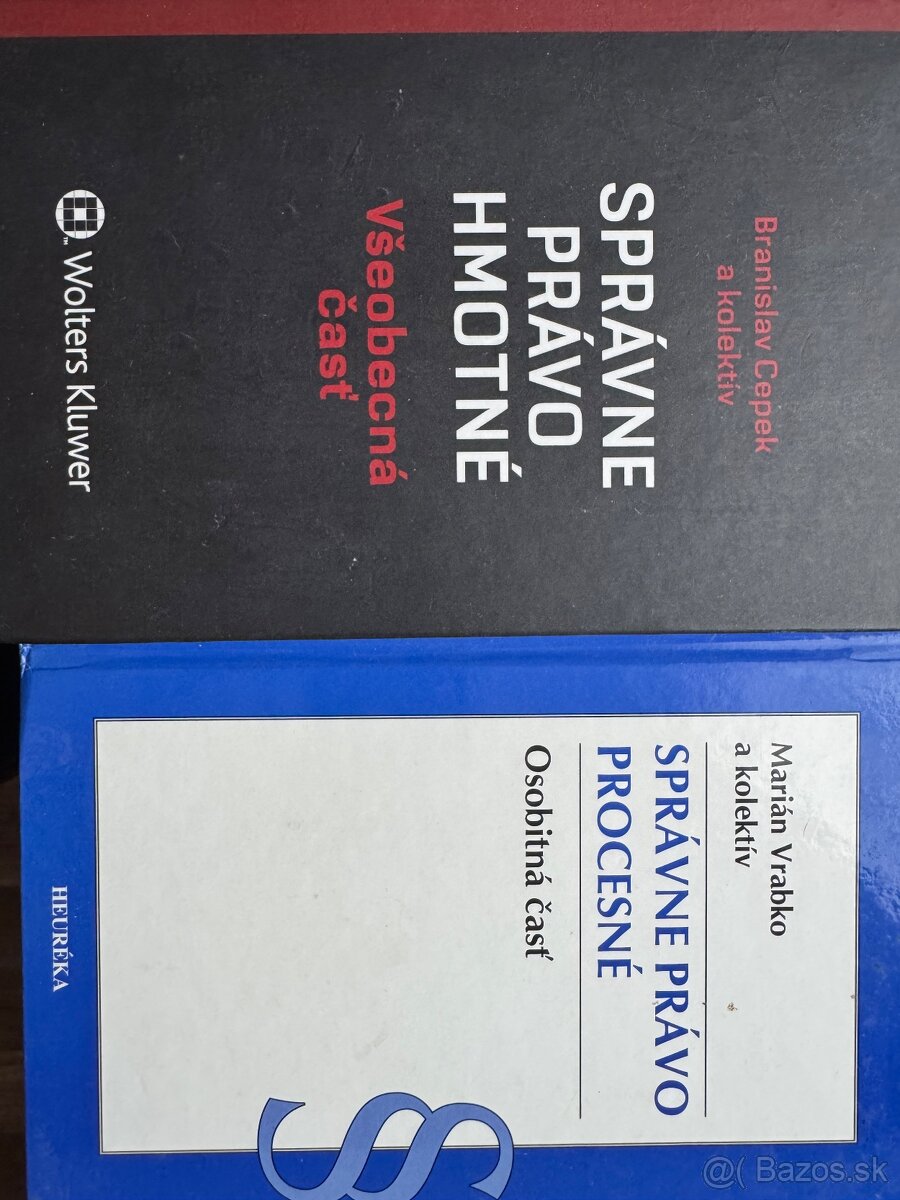 Branislav Cepek
a kolektív
SPRÁVNE
PRÁVO
HMOTNÉ
Všeobecná
časť
Wolters Kluwer
Marián Vrabko
a kolektív
SPRÁVNE PRÁVO
PROCESNÉ
Osobitná časť
§
HEURÉKA
@( Bazos.sk